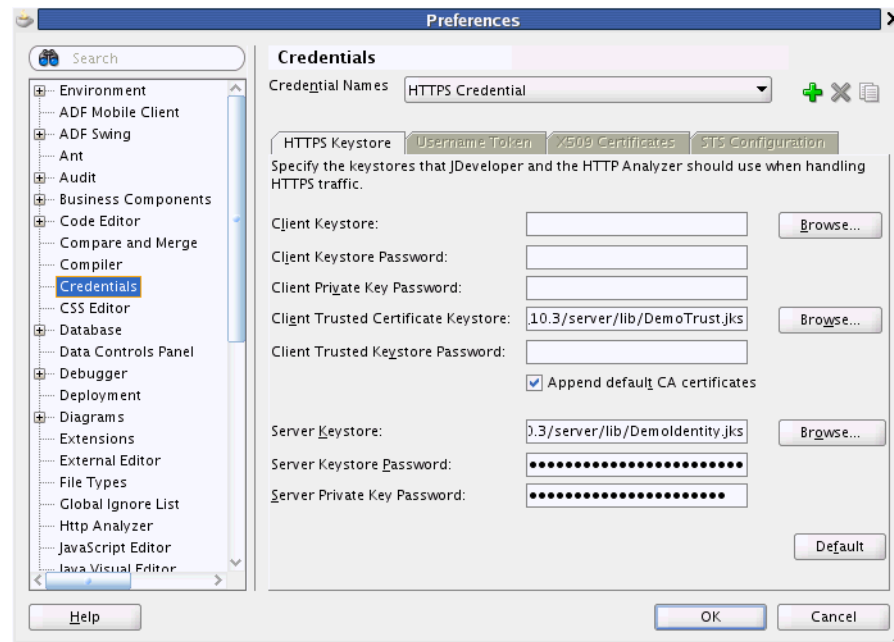 Preferences
Search
Environment
ADF Mobile Client
ADF Swing
Ant
Audit
Business Components
Code Editor
Compare and Merge
Compiler
Credentials
CSS Editor
Database
Data Controls Panel
Debugger
Deployment
Diagrams
Extensions
External Editor
File Types
Global Ignore List
Http Analyzer
JavaScript Editor
Java Visual Editor
Credentials
Credential Names HTTPS Credential
HTTPS Keystore Username Token X509 Certificates STS Configuration
Specify the keystores that JDeveloper and the HTTP Analyzer should use when handling
HTTPS traffic.
Client Keystore: Browse...
Client Keystore Password:
Client Private Key Password:
Client Trusted Certificate Keystore: .10.3/server/lib/DemoTrust.jks Browse...
Client Trusted Keystore Password:
Append default CA certificates
Server Keystore: 0.3/server/lib/DemoIdentity.jks Browse...
Server Keystore Password:
Server Private Key Password:
Default
Help OK Cancel